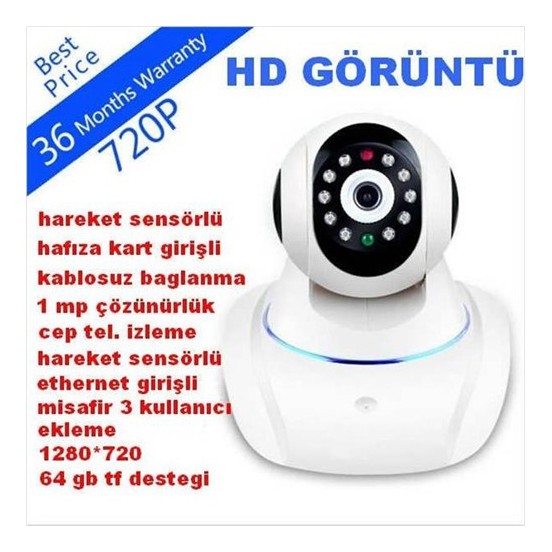 Best
Price
36 Months Warranty
720P
HD GÖRÜNTÜ
hareket sensörlü
hafıza kart girişli
kablosuz baglanma
1 mp çözünürlük
cep tel. izleme
hareket sensörlü
ethernet girişli
misafir 3 kullanıcı
ekleme
1280*720
64 gb tf destegi